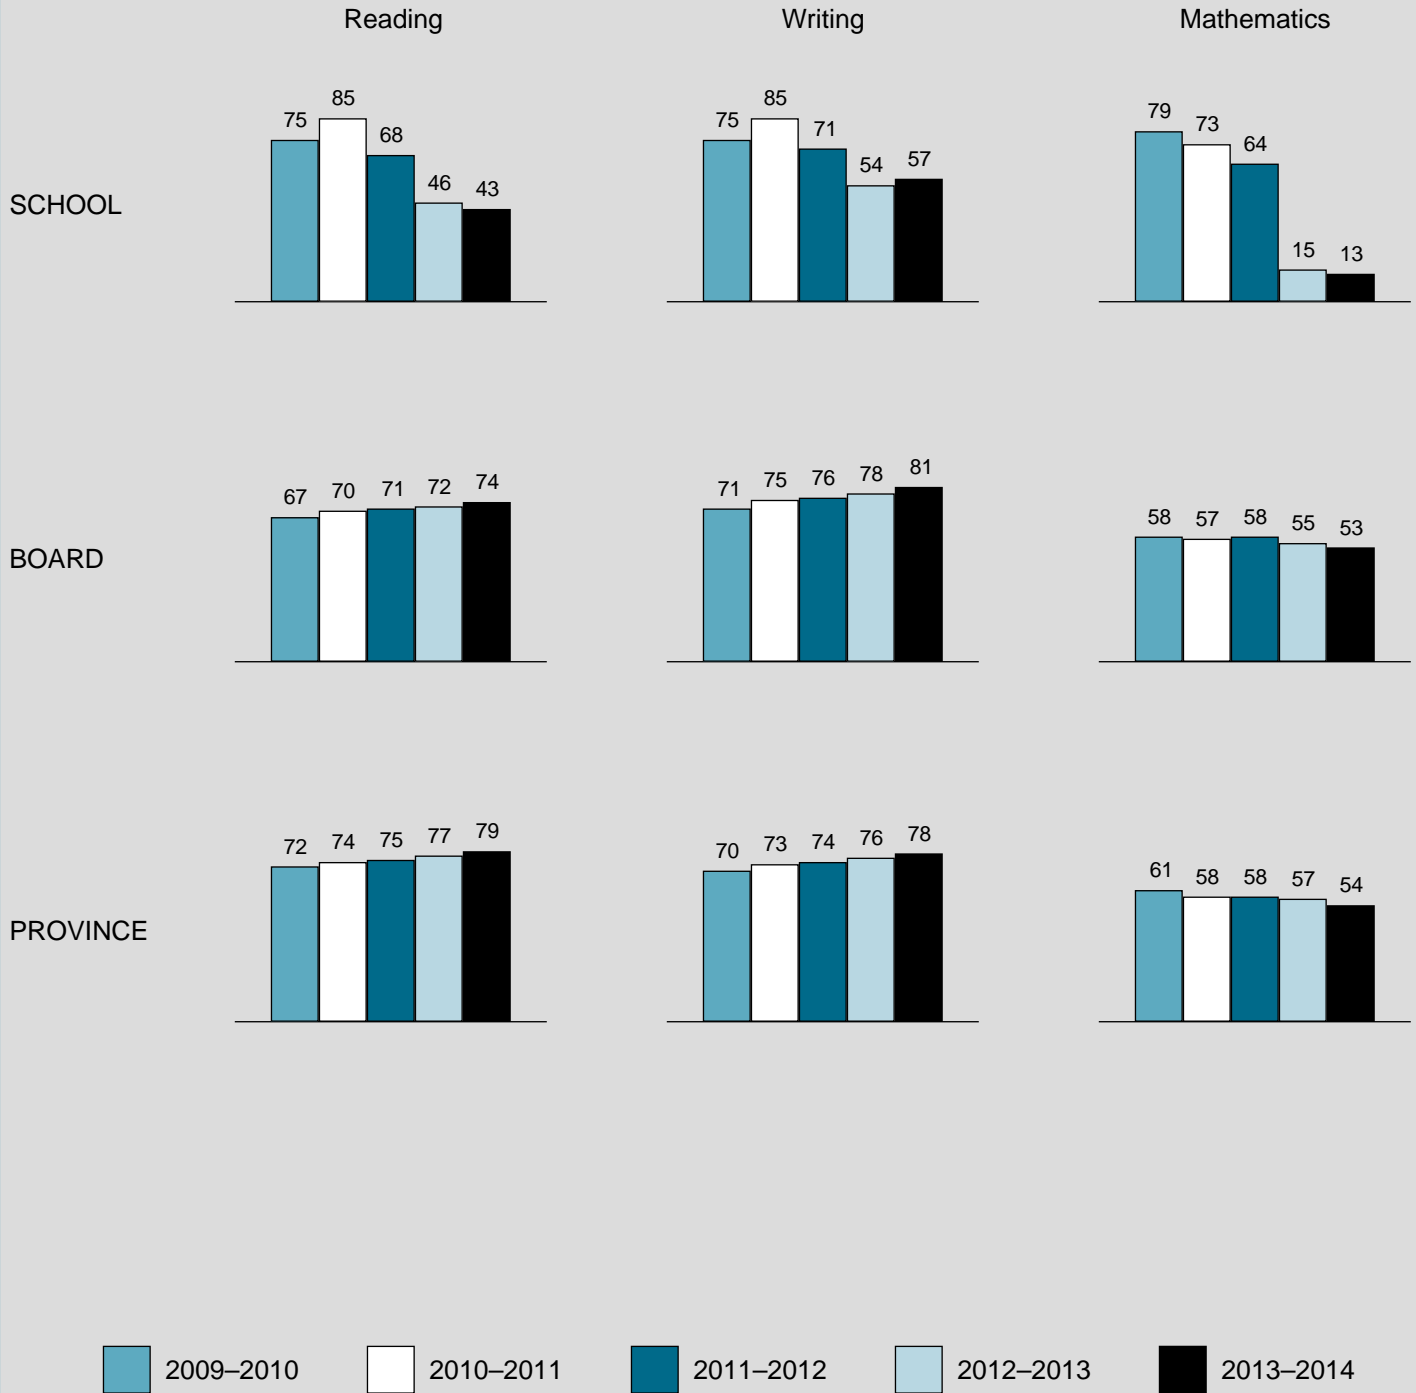 Reading Writing Mathematics
SCHOOL
75 85 68 46 43
75 85 71 54 57
79 73 64 15 13
BOARD
67 70 71 72 74
71 75 76 78 81
58 57 58 55 53
PROVINCE
72 74 75 77 79
70 73 74 76 78
61 58 58 57 54
2009–2010 2010–2011 2011–2012 2012–2013 2013–2014